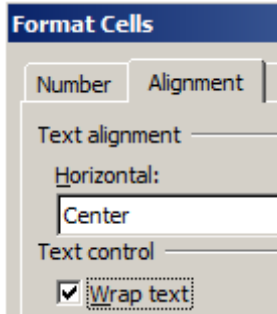 Format Cells
Number Alignment
Text alignment
Horizontal:
Center
Text control
Wrap text